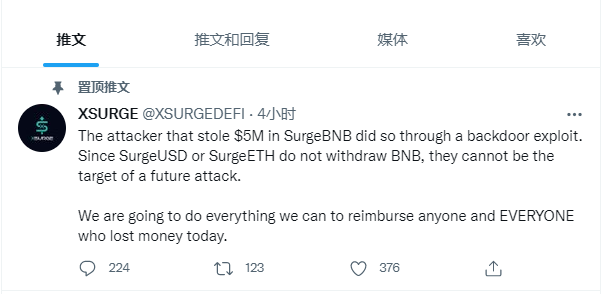 推文 推文和回复 媒体 喜欢
置顶推文
XSURGE @XSURGEDEFI · 4小时
The attacker that stole $5M in SurgeBNB did so through a backdoor exploit.
Since SurgeUSD or SurgeETH do not withdraw BNB, they cannot be the
target of a future attack.
We are going to do everything we can to reimburse anyone and EVERYONE
who lost money today.
224 123 376